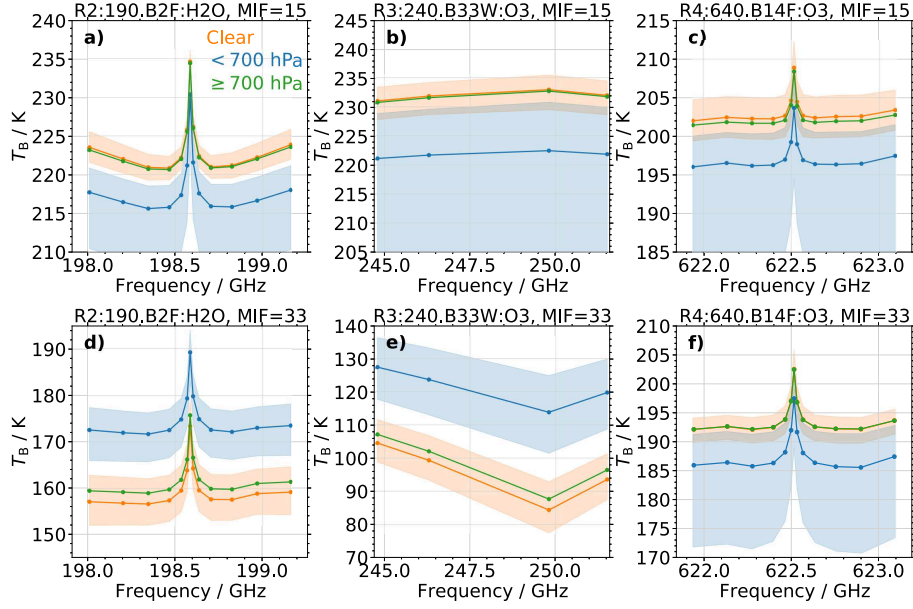 R2:190.B2F:H2O, MIF=15
a)
Clear
< 700 hPa
≥ 700 hPa
240
235
230
225
220
215
210
198.0
198.5
199.0
T_B / K
Frequency / GHz
R3:240.B33W:O3, MIF=15
b)
245
240
235
230
225
220
215
210
205
245.0
247.5
250.0
T_B / K
Frequency / GHz
R4:640.B14F:O3, MIF=15
c)
215
210
205
200
195
190
185
622.0
622.5
623.0
T_B / K
Frequency / GHz
R2:190.B2F:H2O, MIF=33
d)
190
180
170
160
150
198.0
198.5
199.0
T_B / K
Frequency / GHz
R3:240.B33W:O3, MIF=33
e)
140
130
120
110
100
90
80
70
245.0
247.5
250.0
T_B / K
Frequency / GHz
R4:640.B14F:O3, MIF=33
f)
210
205
200
195
190
185
180
175
170
622.0
622.5
623.0
T_B / K
Frequency / GHz